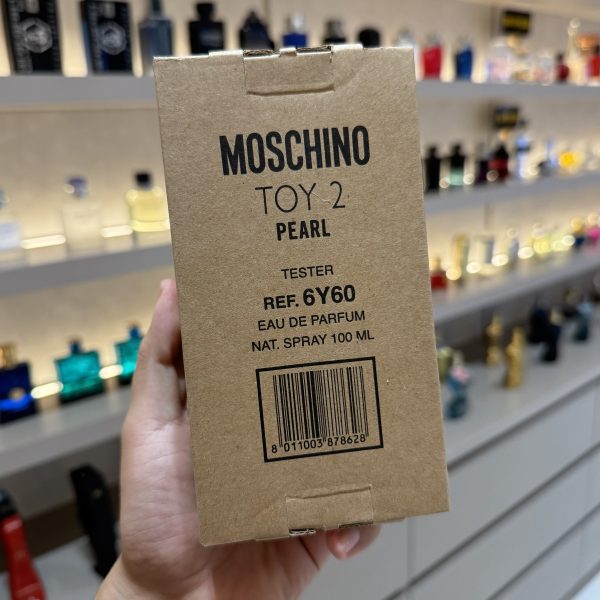 MOSCHINO
TOY 2
PEARL
TESTER
REF. 6Y60
EAU DE PARFUM
NAT. SPRAY 100 ML
8 011003 878628